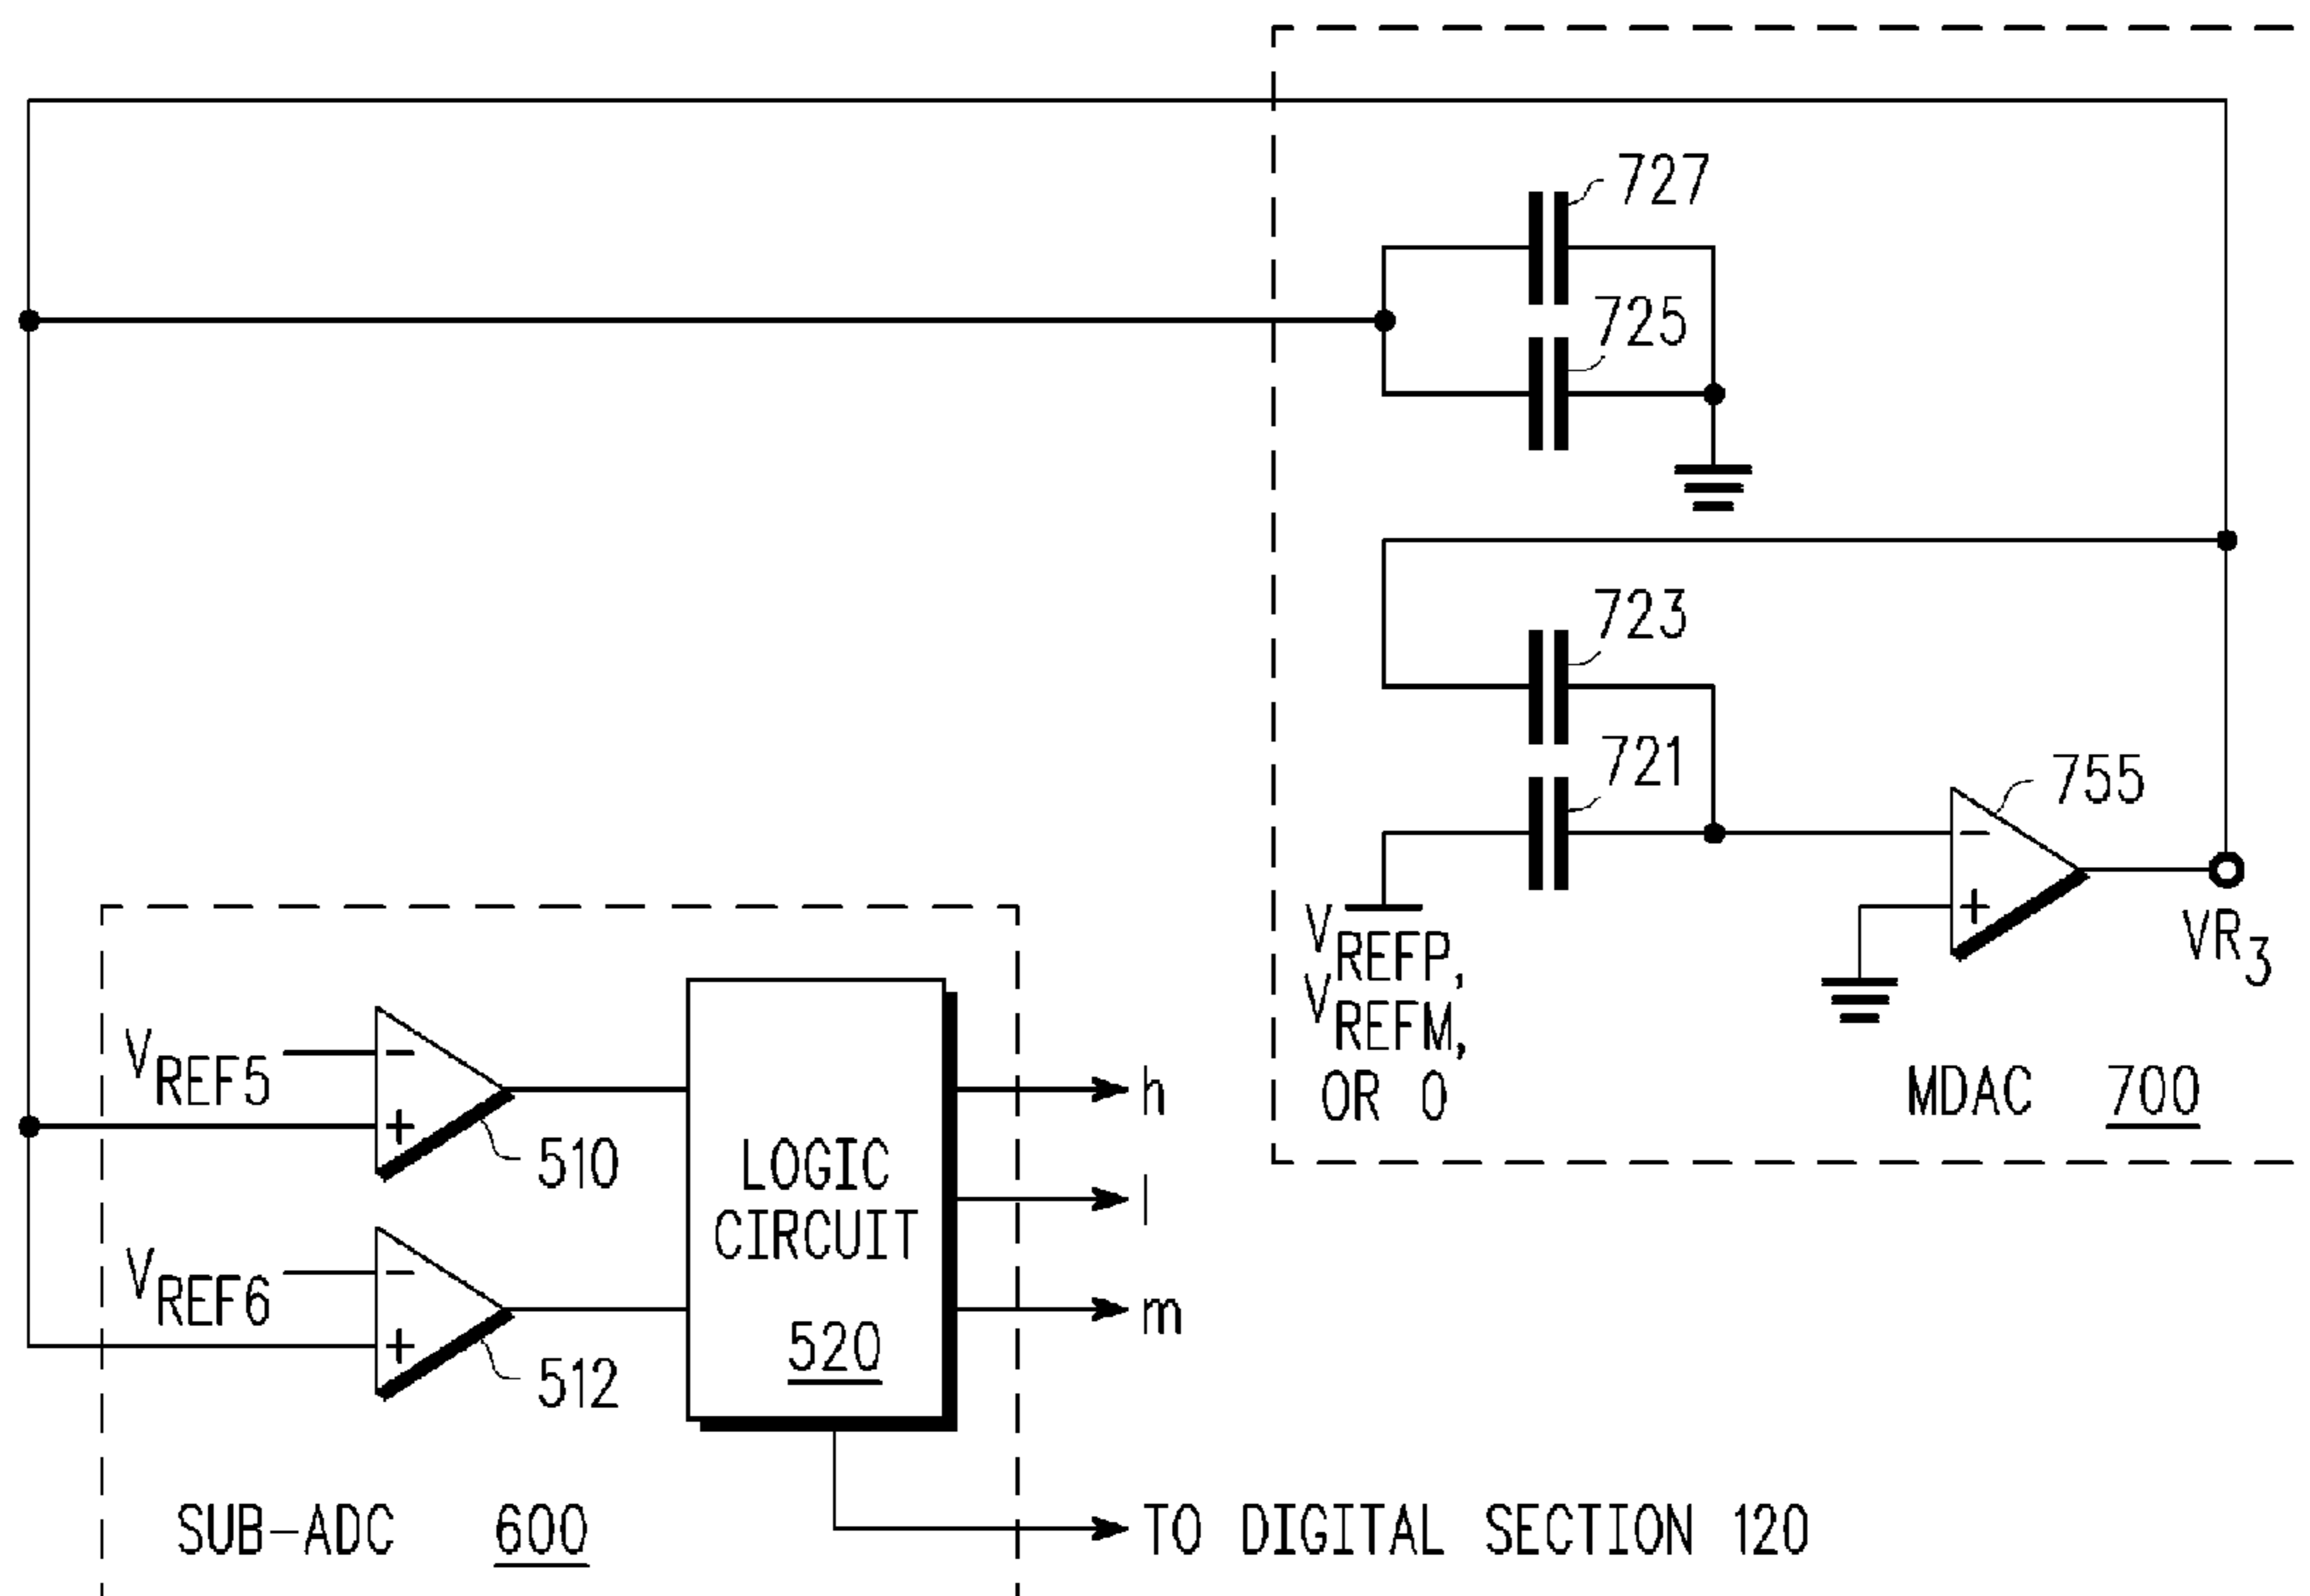 727
725
723
721
755
VREFP,
VREFM,
OR 0
VR3
MDAC 700
VREF5
510
VREF6
512
LOGIC
CIRCUIT
520
h
l
m
SUB-ADC 600
TO DIGITAL SECTION 120